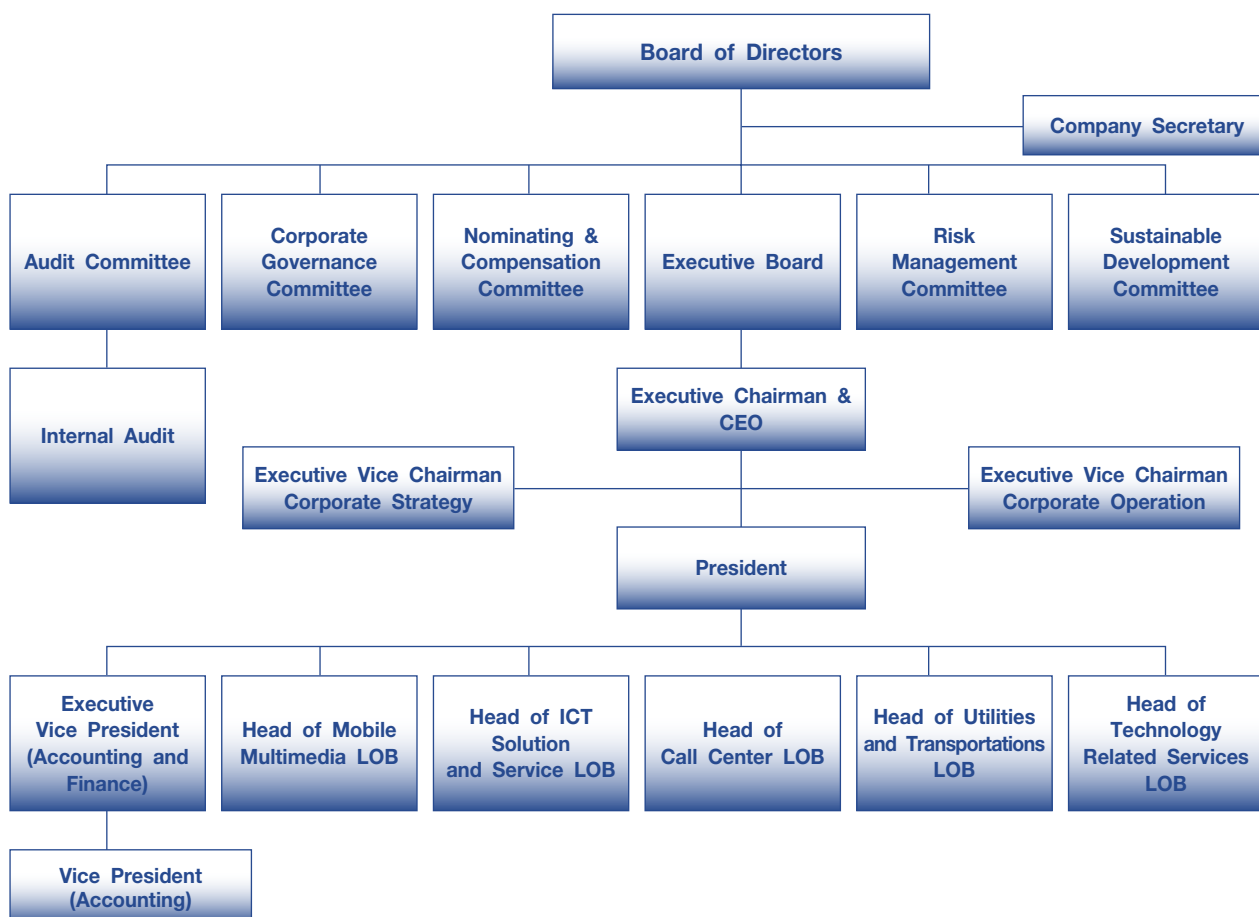 Board of Directors
Company Secretary
Audit Committee
Corporate
Governance
Committee
Nominating &
Compensation
Committee
Executive Board
Risk
Management
Committee
Sustainable
Development
Committee
Internal Audit
Executive Chairman &
CEO
Executive Vice Chairman
Corporate Strategy
Executive Vice Chairman
Corporate Operation
President
Executive
Vice President
(Accounting and
Finance)
Head of Mobile
Multimedia LOB
Head of ICT
Solution
and Service LOB
Head of
Call Center LOB
Head of Utilities
and Transportations
LOB
Head of
Technology
Related Services
LOB
Vice President
(Accounting)